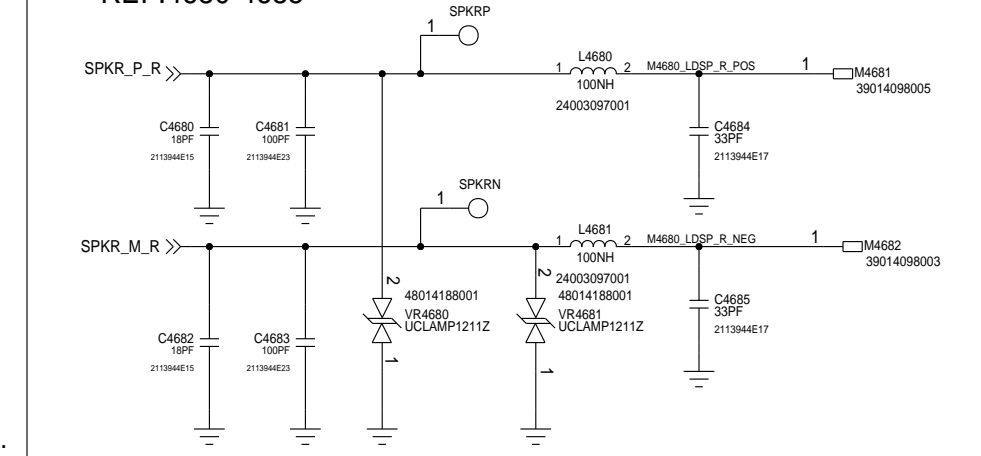 SPKRP
1
SPKR_P_R
L4680
1
2
M4680_LDSP_R_POS
1
M4681
39014098005
100NH
24003097001
C4680
18PF
2113944E15
C4681
100PF
2113944E23
C4684
33PF
2113944E17
SPKRN
1
SPKR_M_R
L4681
1
2
M4680_LDSP_R_NEG
1
M4682
39014098003
100NH
24003097001
2
48014188001
VR4680
UCLAMP1211Z
1
2
48014188001
VR4681
UCLAMP1211Z
1
C4682
18PF
2113944E15
C4683
100PF
2113944E23
C4685
33PF
2113944E17
.